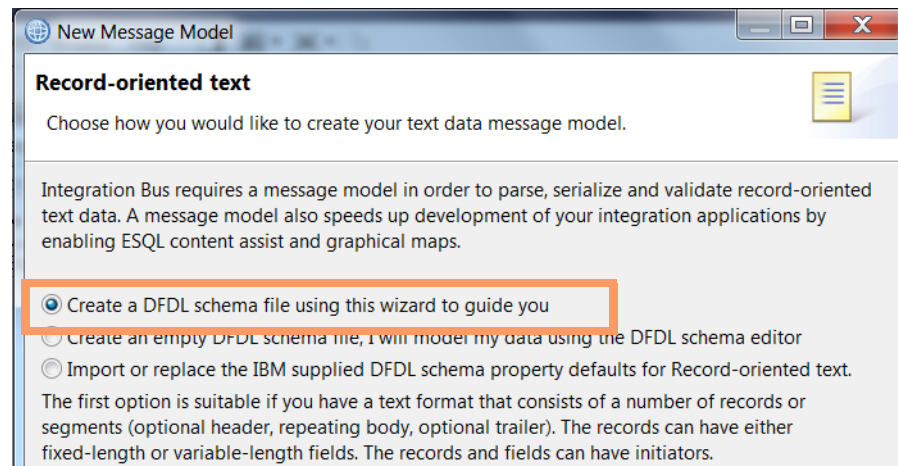 New Message Model
Record-oriented text
Choose how you would like to create your text data message model.
Integration Bus requires a message model in order to parse, serialize and validate record-oriented
text data. A message model also speeds up development of your integration applications by
enabling ESQL content assist and graphical maps.
Create a DFDL schema file using this wizard to guide you
Create an empty DFDL schema file, I will model my data using the DFDL schema editor
Import or replace the IBM supplied DFDL schema property defaults for Record-oriented text.
The first option is suitable if you have a text format that consists of a number of records or
segments (optional header, repeating body, optional trailer). The records can have either
fixed-length or variable-length fields. The records and fields can have initiators.